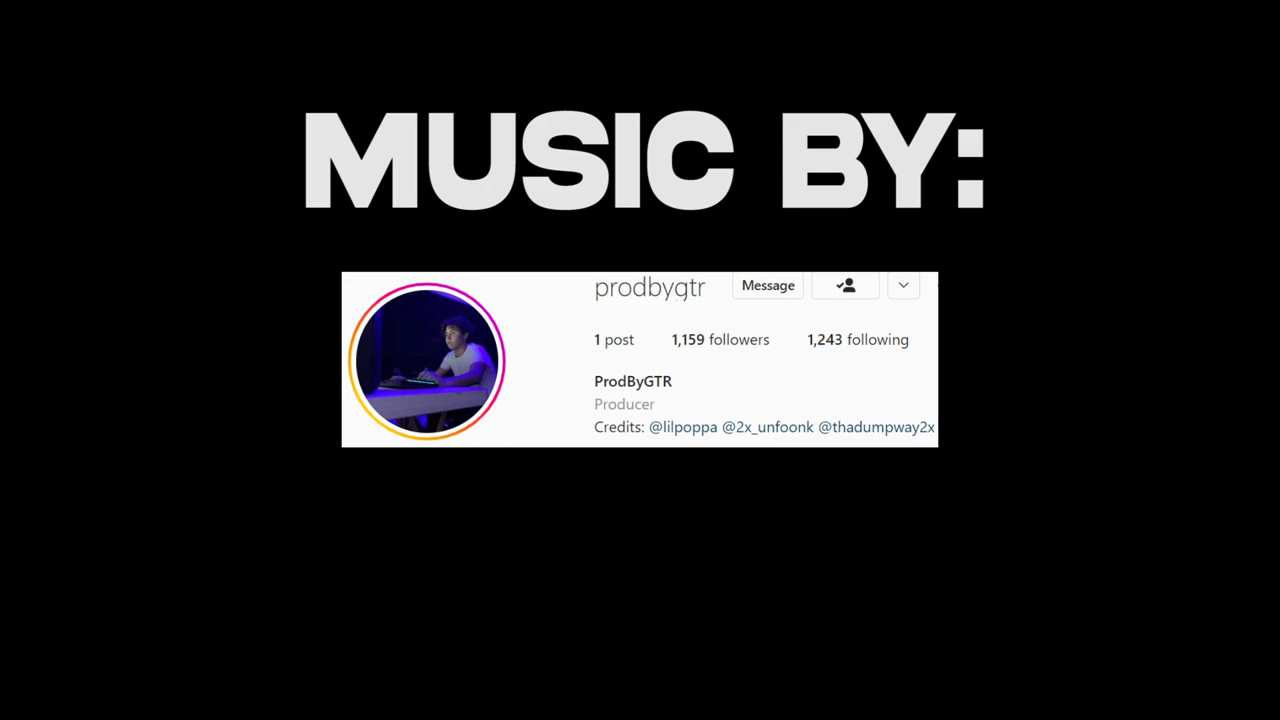 MUSIC BY:
prodbygtr Message
1 post 1,159 followers 1,243 following
ProdByGTR
Producer
Credits: @lilpoppa @2x_unfoonk @thadumpway2x